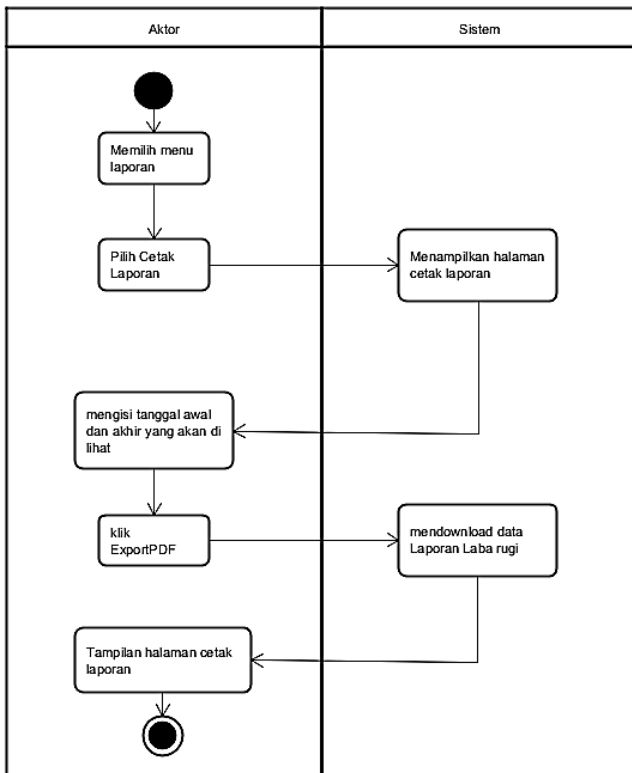 Aktor
Sistem
Memilih menu
laporan
Pilih Cetak
Laporan
Menampilkan halaman
cetak laporan
mengisi tanggal awal
dan akhir yang akan di
lihat
klik
ExportPDF
mendownload data
Laporan Laba rugi
Tampilan halaman cetak
laporan